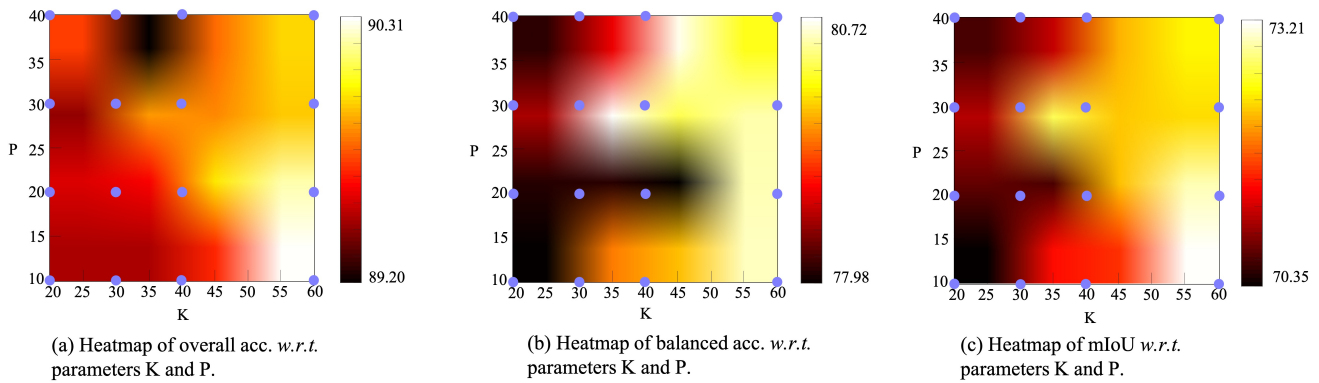 40
35
30
25
20
15
10
P
20 25 30 35 40 45 50 55 60
K
90.31
89.20
(a) Heatmap of overall acc. w.r.t.
parameters K and P.
40
35
30
25
20
15
10
P
20 25 30 35 40 45 50 55 60
K
80.72
77.98
(b) Heatmap of balanced acc. w.r.t.
parameters K and P.
40
35
30
25
20
15
10
P
20 25 30 35 40 45 50 55 60
K
73.21
70.35
(c) Heatmap of mIoU w.r.t.
parameters K and P.